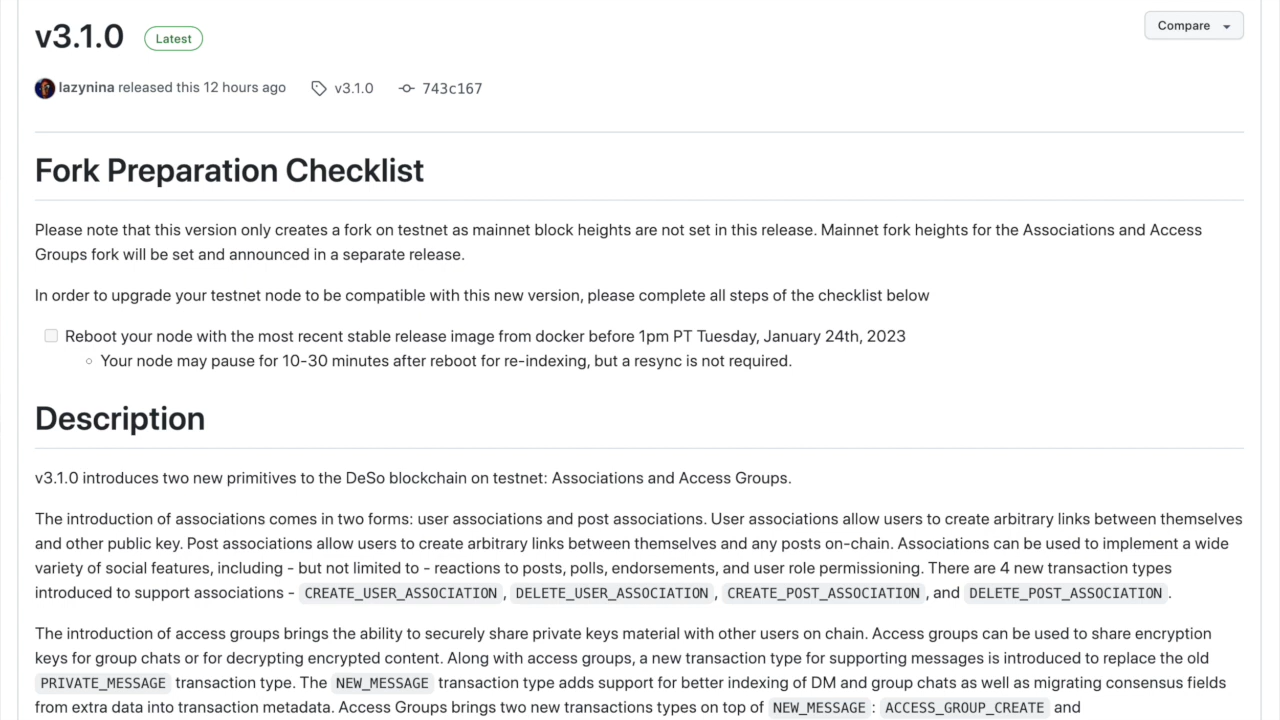 v3.1.0 Latest Compare
lazynina released this 12 hours ago v3.1.0 743c167
Fork Preparation Checklist
Please note that this version only creates a fork on testnet as mainnet block heights are not set in this release. Mainnet fork heights for the Associations and Access
Groups fork will be set and announced in a separate release.
In order to upgrade your testnet node to be compatible with this new version, please complete all steps of the checklist below
Reboot your node with the most recent stable release image from docker before 1pm PT Tuesday, January 24th, 2023
Your node may pause for 10-30 minutes after reboot for re-indexing, but a resync is not required.
Description
v3.1.0 introduces two new primitives to the DeSo blockchain on testnet: Associations and Access Groups.
The introduction of associations comes in two forms: user associations and post associations. User associations allow users to create arbitrary links between themselves
and other public key. Post associations allow users to create arbitrary links between themselves and any posts on-chain. Associations can be used to implement a wide
variety of social features, including - but not limited to - reactions to posts, polls, endorsements, and user role permissioning. There are 4 new transaction types
introduced to support associations - CREATE_USER_ASSOCIATION, DELETE_USER_ASSOCIATION, CREATE_POST_ASSOCIATION, and DELETE_POST_ASSOCIATION.
The introduction of access groups brings the ability to securely share private keys material with other users on chain. Access groups can be used to share encryption
keys for group chats or for decrypting encrypted content. Along with access groups, a new transaction type for supporting messages is introduced to replace the old
PRIVATE_MESSAGE transaction type. The NEW_MESSAGE transaction type adds support for better indexing of DM and group chats as well as migrating consensus fields
from extra data into transaction metadata. Access Groups brings two new transactions types on top of NEW_MESSAGE: ACCESS_GROUP_CREATE and